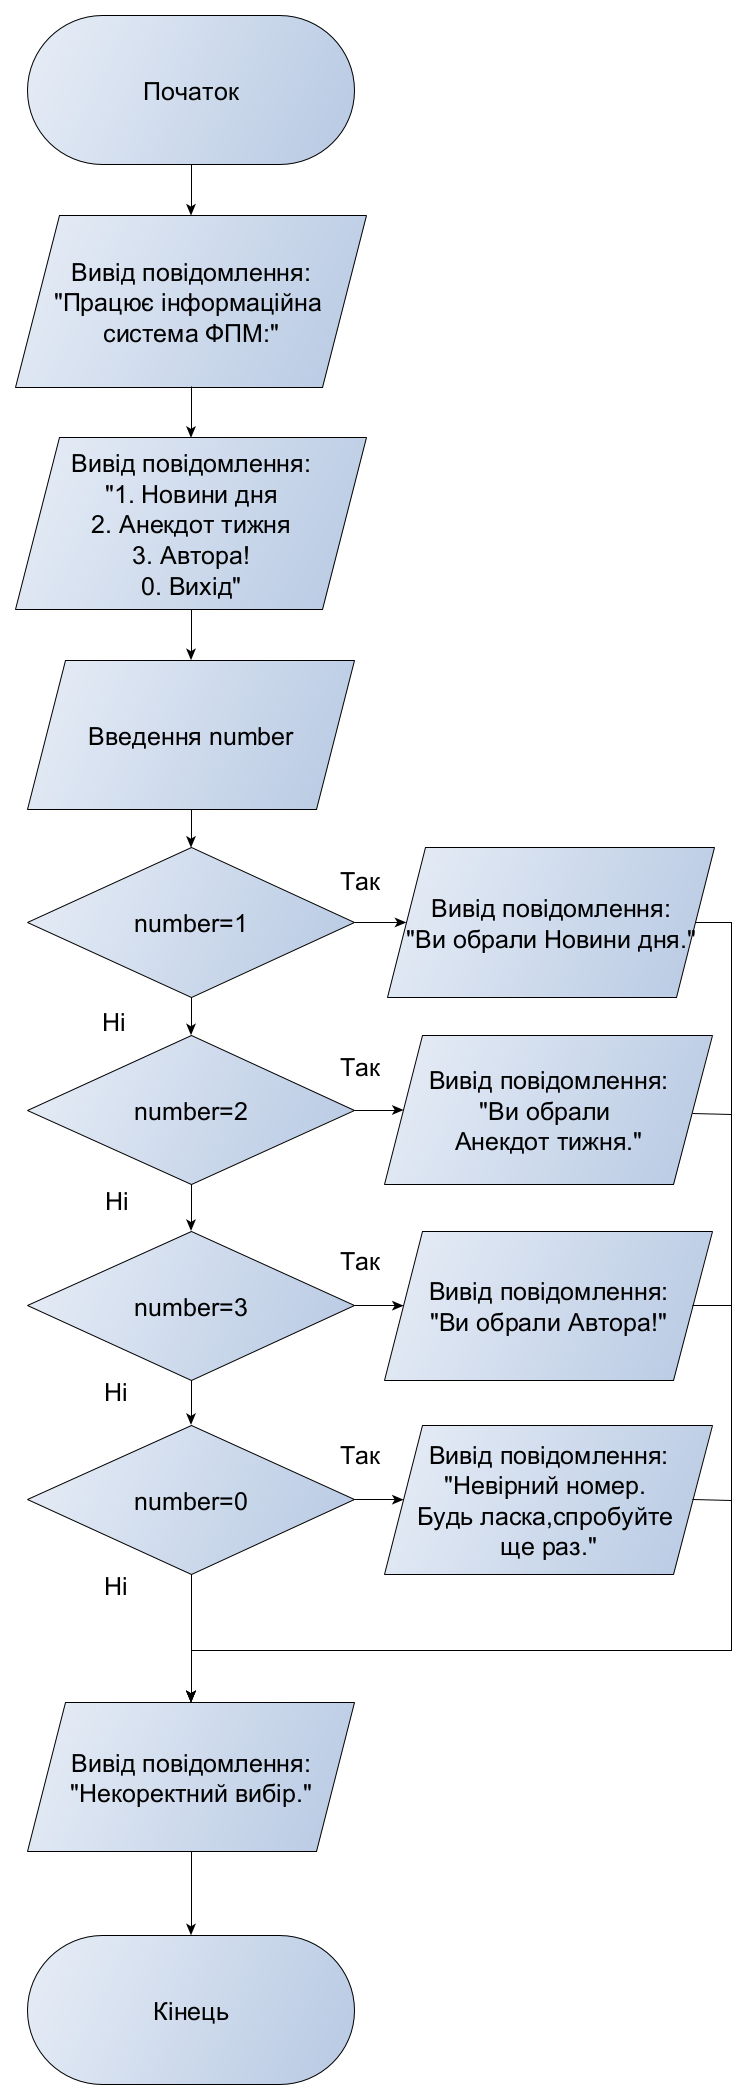 Початок
Вивід повідомлення:
"Працює інформаційна
система ФПМ:"
Вивід повідомлення:
"1. Новини дня
2. Анекдот тижня
3. Автора!
0. Вихід"
Введення number
number=1
Так
Вивід повідомлення:
"Ви обрали Новини дня."
Ні
number=2
Так
Вивід повідомлення:
"Ви обрали
Анекдот тижня."
Ні
number=3
Так
Вивід повідомлення:
"Ви обрали Автора!"
Ні
number=0
Так
Вивід повідомлення:
"Невірний номер.
Будь ласка,спробуйте
ще раз."
Ні
Вивід повідомлення:
"Некоректний вибір."
Кінець